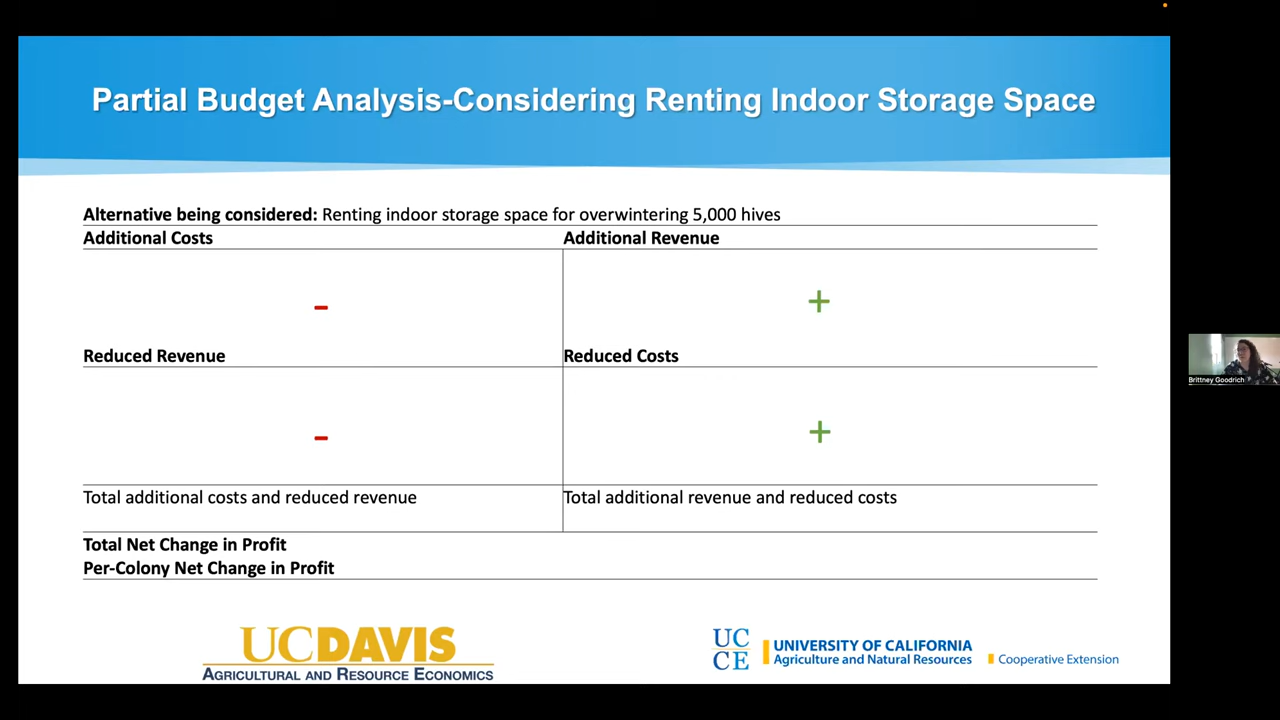 Partial Budget Analysis-Considering Renting Indoor Storage Space
Alternative being considered: Renting indoor storage space for overwintering 5,000 hives
Additional Costs
Additional Revenue
-
+
Reduced Revenue
Reduced Costs
-
+
Total additional costs and reduced revenue
Total additional revenue and reduced costs
Total Net Change in Profit
Per-Colony Net Change in Profit
UCDAVIS
AGRICULTURAL AND RESOURCE ECONOMICS
UC
CE
UNIVERSITY OF CALIFORNIA
Agriculture and Natural Resources
Cooperative Extension
Brittney Goodrich